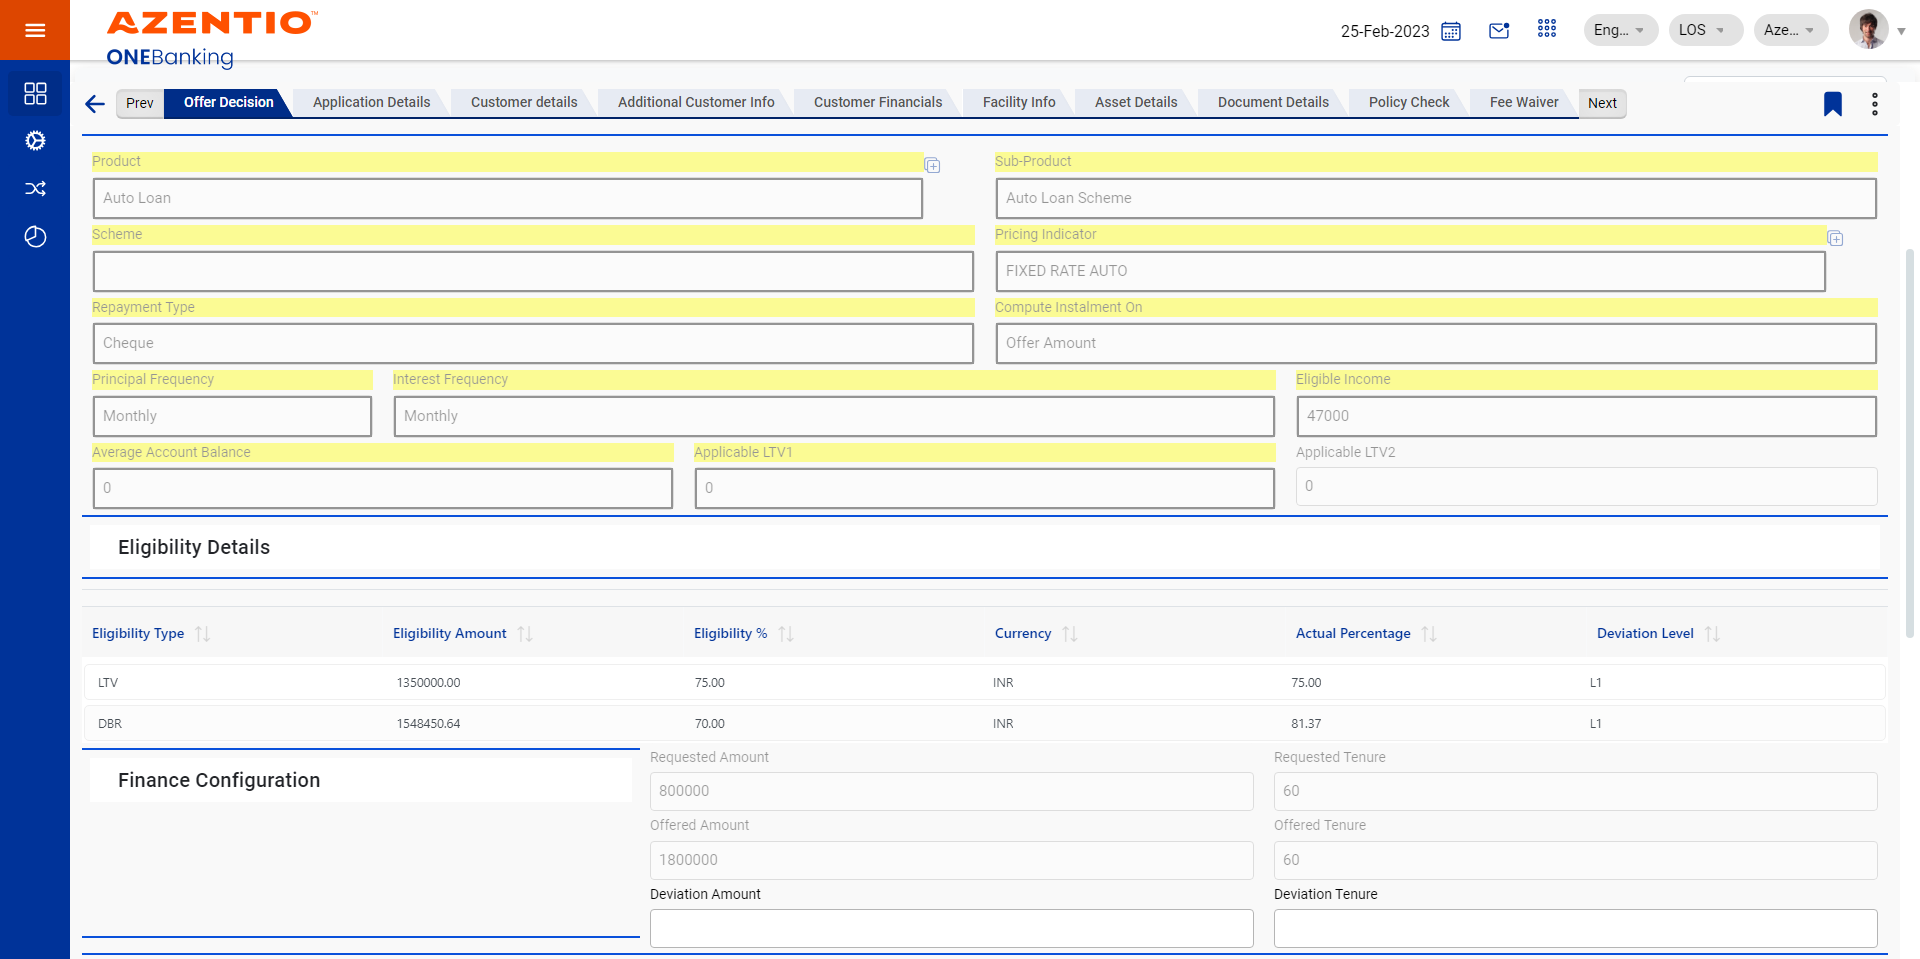 AZENTIO™
ONEBanking
25-Feb-2023
Eng...
LOS
Aze...
Prev
Offer Decision
Application Details
Customer details
Additional Customer Info
Customer Financials
Facility Info
Asset Details
Document Details
Policy Check
Fee Waiver
Next
Product
Sub-Product
Auto Loan
Auto Loan Scheme
Scheme
Pricing Indicator
FIXED RATE AUTO
Repayment Type
Compute Instalment On
Cheque
Offer Amount
Principal Frequency
Interest Frequency
Eligible Income
Monthly
Monthly
47000
Average Account Balance
Applicable LTV1
Applicable LTV2
0
0
0
Eligibility Details
Eligibility Type
Eligibility Amount
Eligibility %
Currency
Actual Percentage
Deviation Level
LTV
1350000.00
75.00
INR
75.00
L1
DBR
1548450.64
70.00
INR
81.37
L1
Finance Configuration
Requested Amount
Requested Tenure
800000
60
Offered Amount
Offered Tenure
1800000
60
Deviation Amount
Deviation Tenure